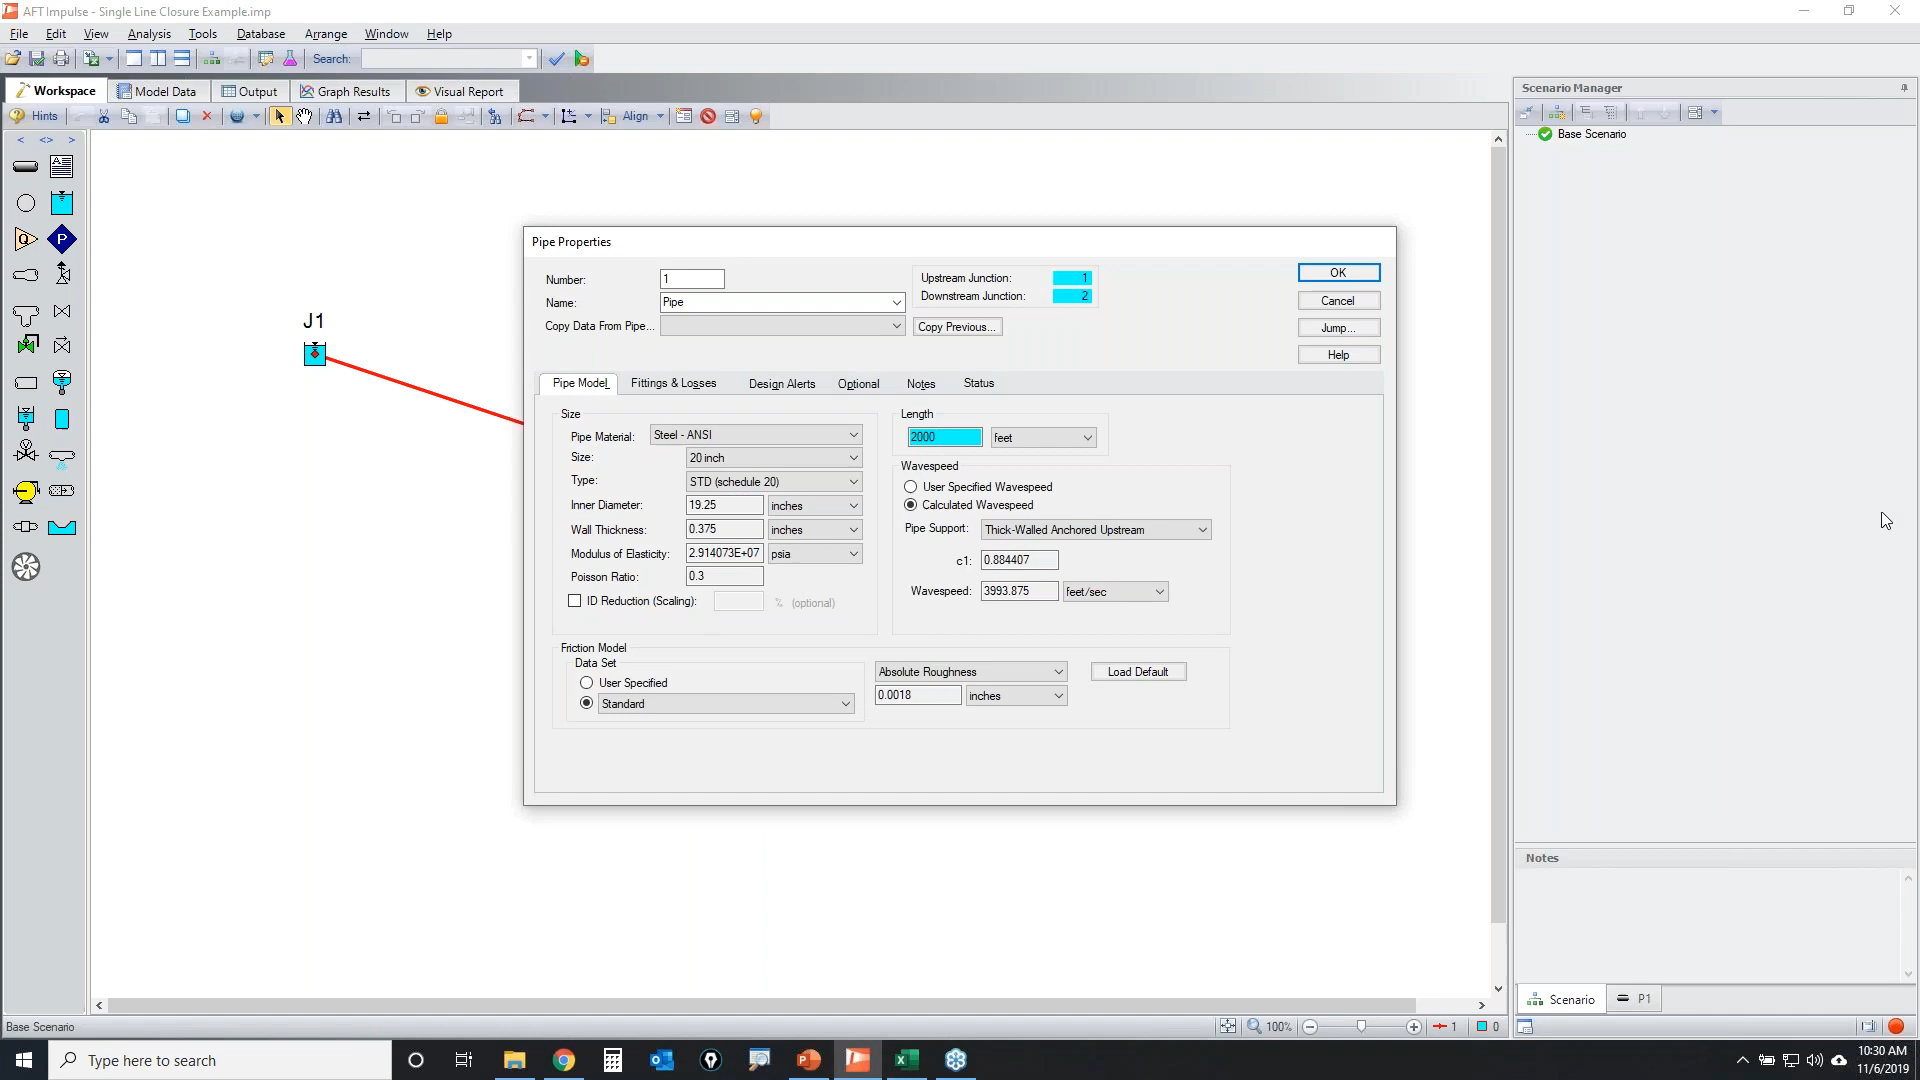 AFT Impulse - Single Line Closure Example.imp
File Edit View Analysis Tools Database Arrange Window Help
Search:
Workspace Model Data Output Graph Results Visual Report
Hints Align
Scenario Manager
Base Scenario
< <> >
J1
Pipe Properties
Number: 1
Name: Pipe
Copy Data From Pipe... Copy Previous...
Upstream Junction: 1
Downstream Junction: 2
OK
Cancel
Jump...
Help
Pipe Model Fittings & Losses Design Alerts Optional Notes Status
Size
Pipe Material: Steel - ANSI
Size: 20 inch
Type: STD (schedule 20)
Inner Diameter: 19.25 inches
Wall Thickness: 0.375 inches
Modulus of Elasticity: 2.914073E+07 psia
Poisson Ratio: 0.3
ID Reduction (Scaling): % (optional)
Length
2000 feet
Wavespeed
User Specified Wavespeed
Calculated Wavespeed
Pipe Support: Thick-Walled Anchored Upstream
c1: 0.884407
Wavespeed: 3993.875 feet/sec
Friction Model
Data Set
User Specified
Standard
Absolute Roughness
0.0018 inches
Load Default
Notes
Scenario P1
Base Scenario
100% 1 0
Type here to search
10:30 AM
11/6/2019